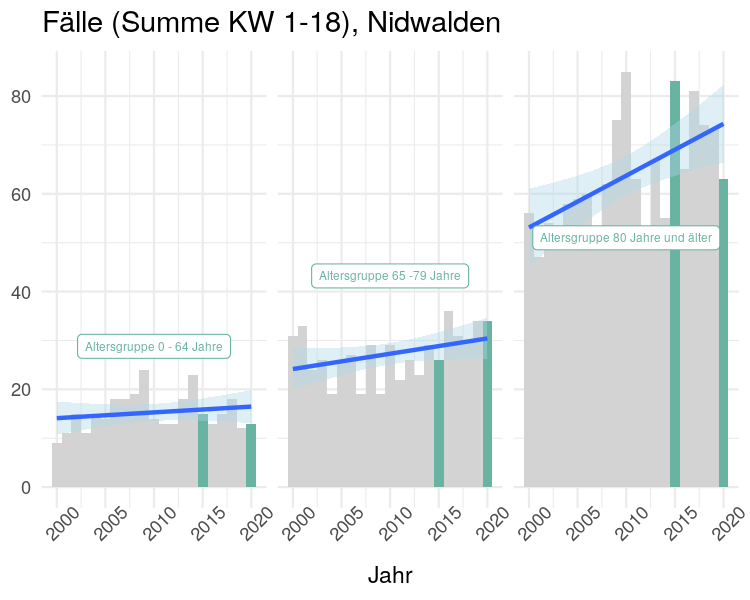 Fälle (Summe KW 1-18), Nidwalden
80
60
40
20
0
Altersgruppe 0 - 64 Jahre
Altersgruppe 65 -79 Jahre
Altersgruppe 80 Jahre und älter
2000 2005 2010 2015 2020 2000 2005 2010 2015 2020 2000 2005 2010 2015 2020
Jahr